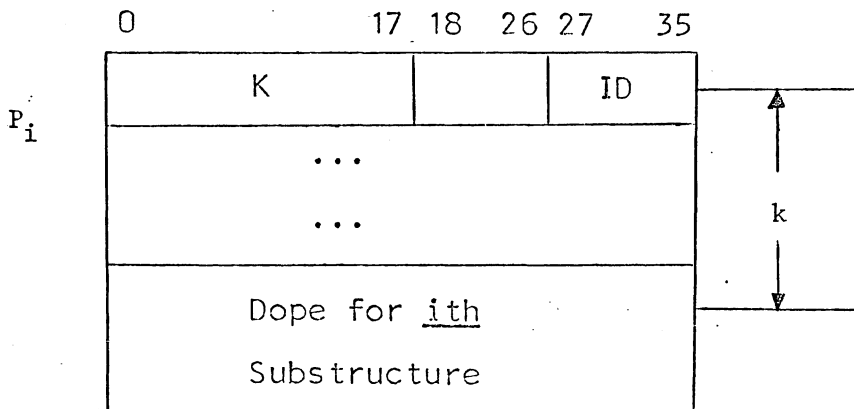 0 17 18 26 27 35
K ID
P_i
...
k
...
Dope for ith
Substructure